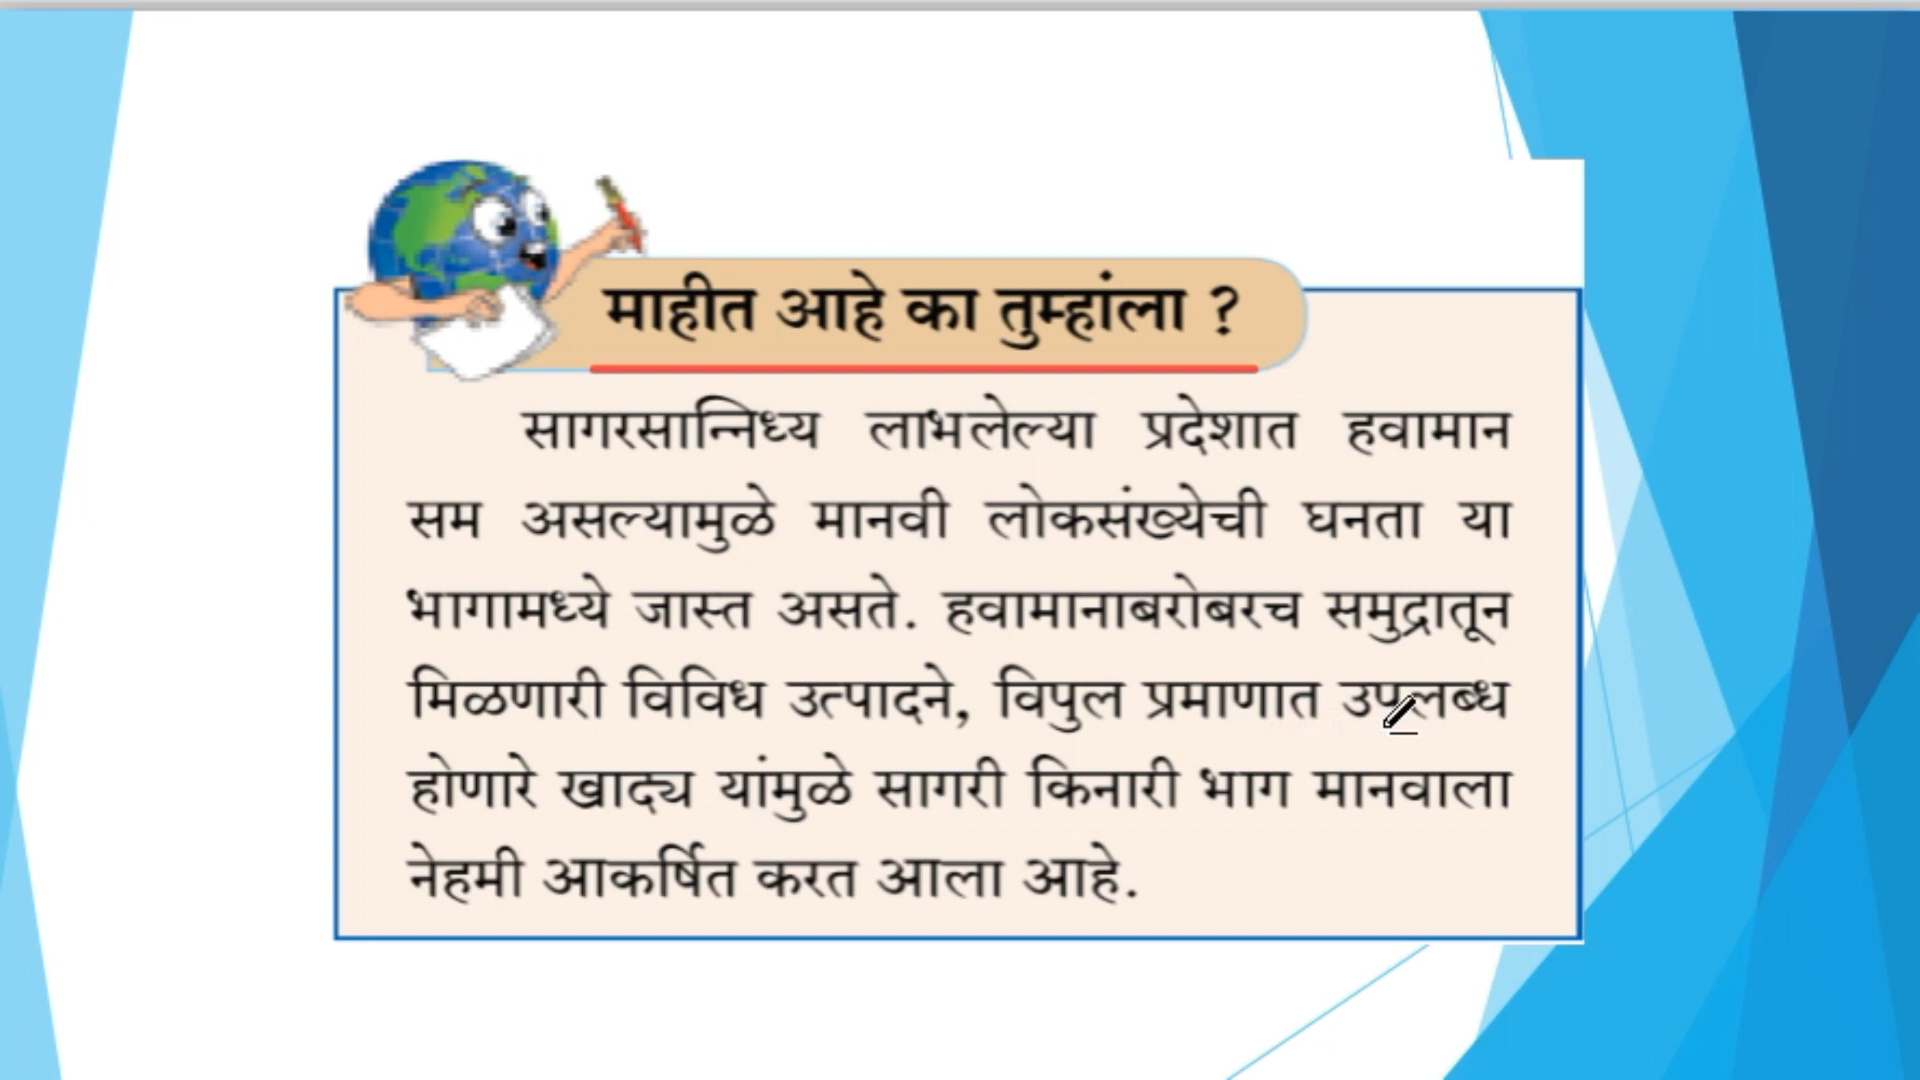 माहीत आहे का तुम्हांला ?
सागरसान्निध्य लाभलेल्या प्रदेशात हवामान
सम असल्यामुळे मानवी लोकसंख्येची घनता या
भागामध्ये जास्त असते. हवामानाबरोबरच समुद्रातून
मिळणारी विविध उत्पादने, विपुल प्रमाणात उपलब्ध
होणारे खाद्य यांमुळे सागरी किनारी भाग मानवाला
नेहमी आकर्षित करत आला आहे.